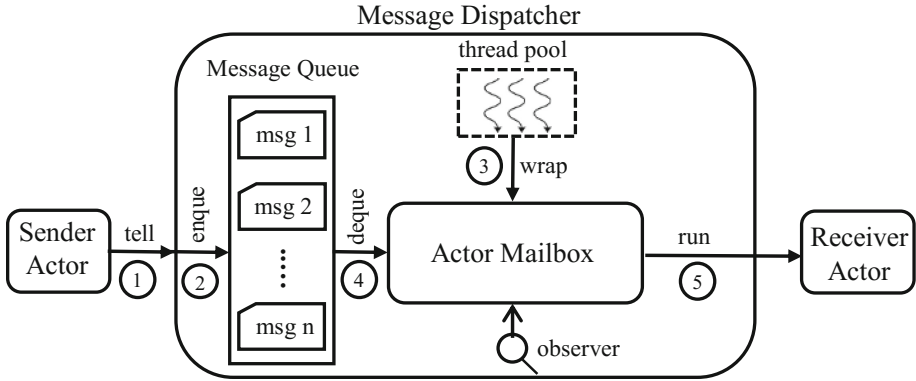 Message Dispatcher
thread pool
Message Queue
msg 1
msg 2
msg n
Sender
Actor
tell
1
enque
2
deque
4
3
wrap
Actor Mailbox
observer
run
5
Receiver
Actor